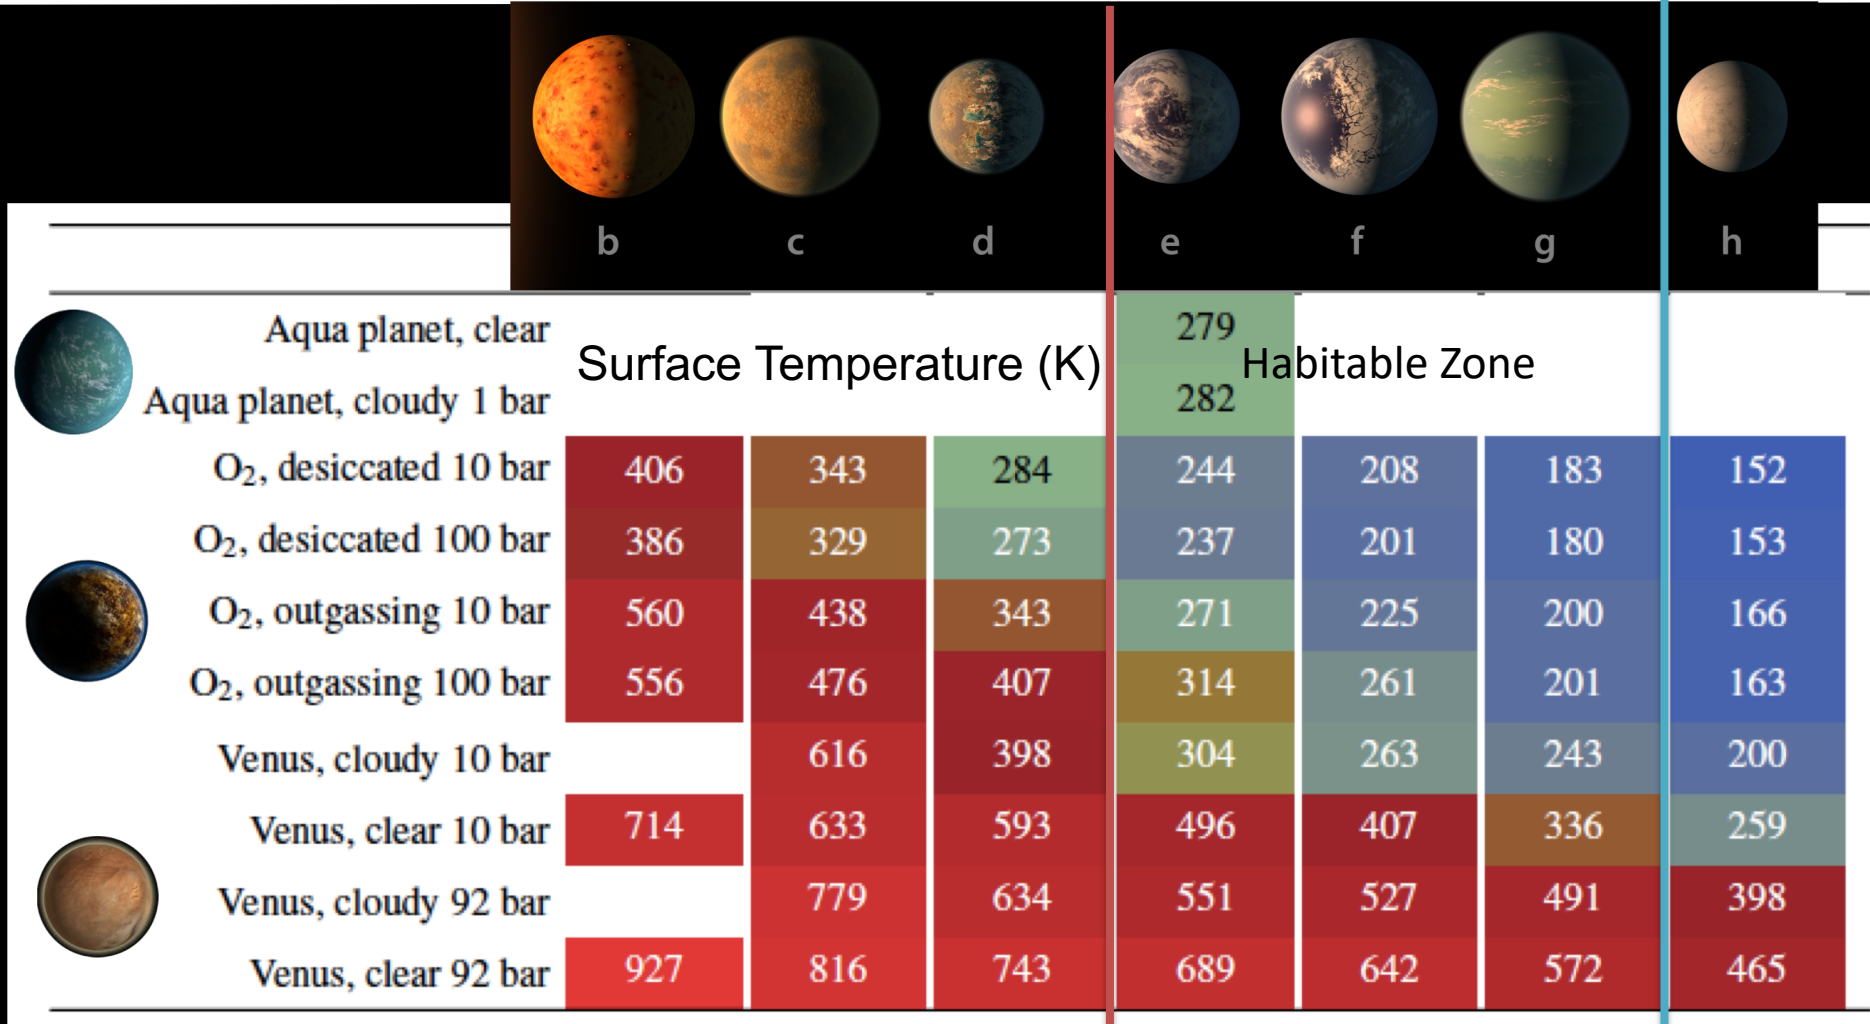 b c d e f g h
Aqua planet, clear 279
Surface Temperature (K) Habitable Zone
Aqua planet, cloudy 1 bar 282
O₂, desiccated 10 bar 406 343 284 244 208 183 152
O₂, desiccated 100 bar 386 329 273 237 201 180 153
O₂, outgassing 10 bar 560 438 343 271 225 200 166
O₂, outgassing 100 bar 556 476 407 314 261 201 163
Venus, cloudy 10 bar 616 398 304 263 243 200
Venus, clear 10 bar 714 633 593 496 407 336 259
Venus, cloudy 92 bar 779 634 551 527 491 398
Venus, clear 92 bar 927 816 743 689 642 572 465